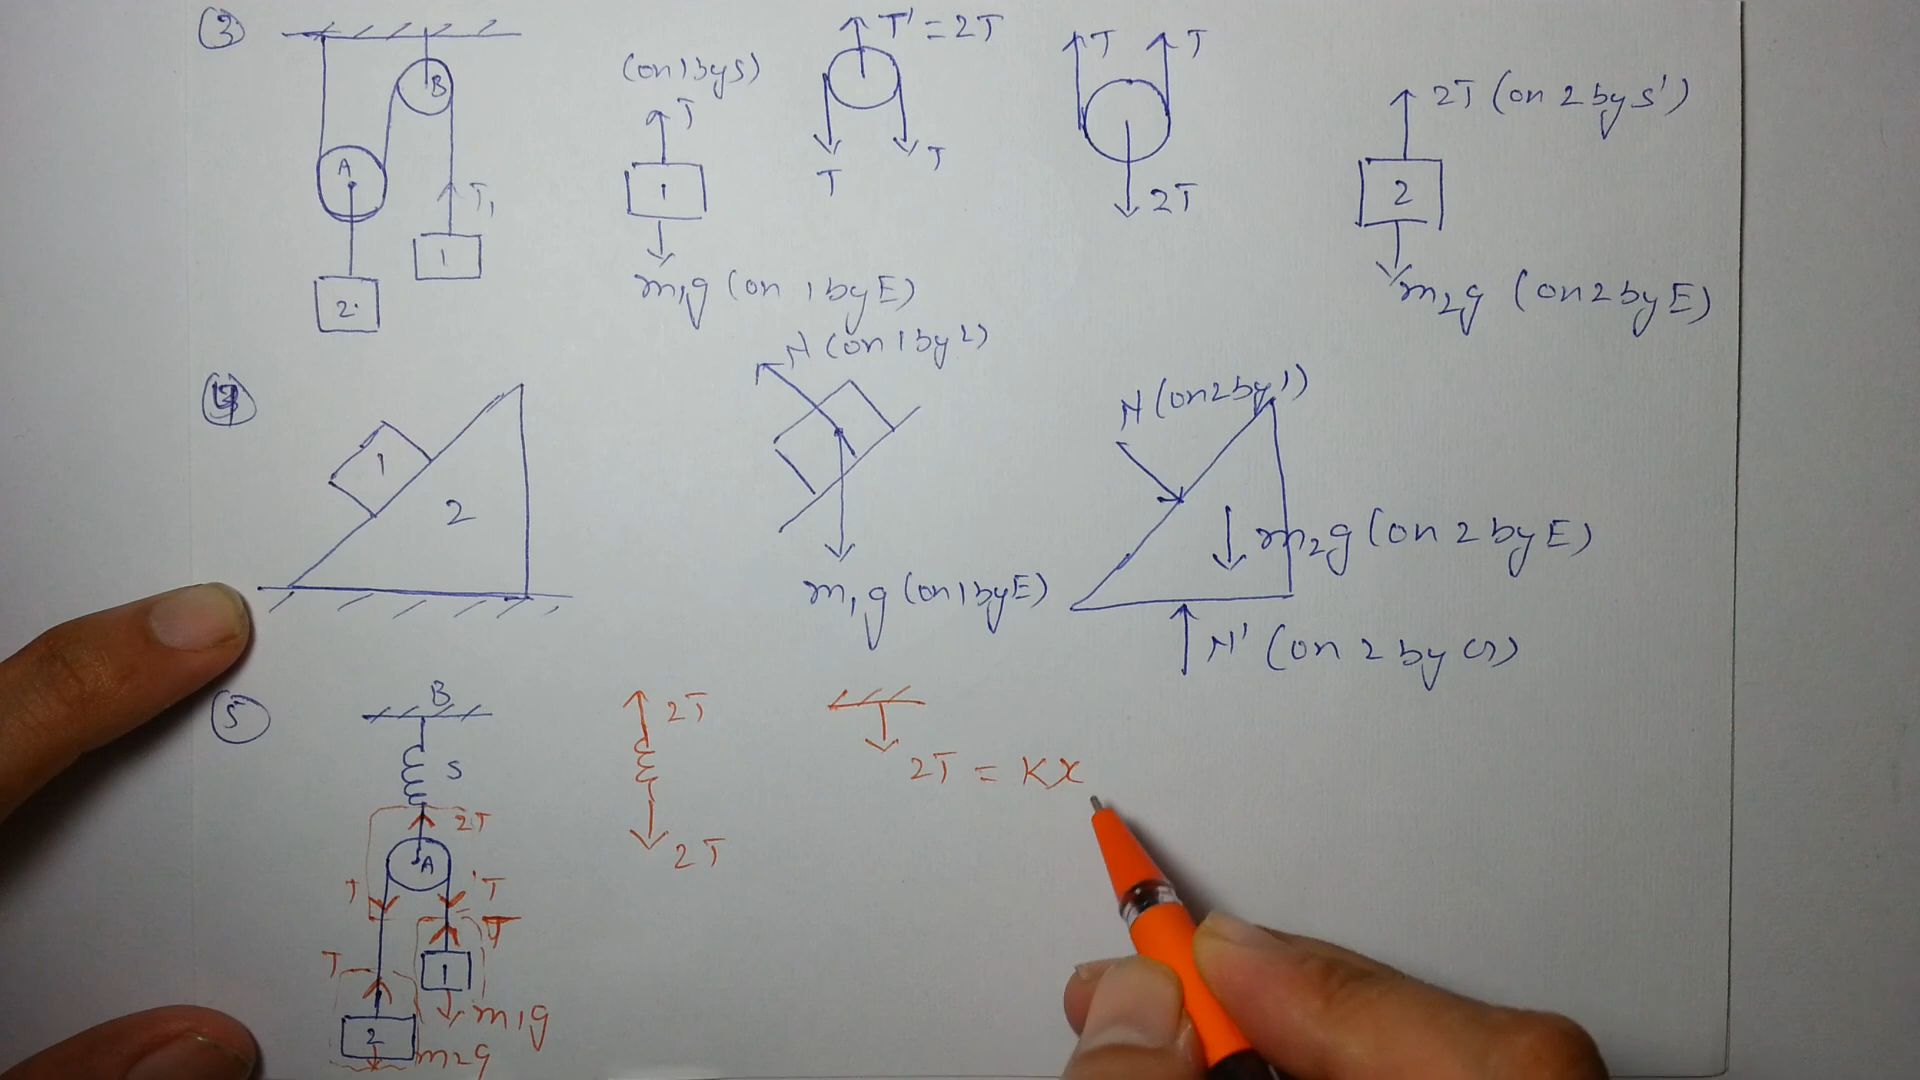 3
B
A
T₁
1
2
(on 1 by S)
T
1
m₁g (on 1 by E)
T' = 2T
T
T
T
T
2T
2T (on 2 by S')
2
m₂g (on 2 by E)
4
1
2
N (on 1 by 2)
m₁g (on 1 by E)
N (on 2 by 1)
m₂g (on 2 by E)
N' (on 2 by G)
5
B
S
2T
A
T
'T
T
T
1
m₁g
2
m₂g
2T
2T
2T = Kx